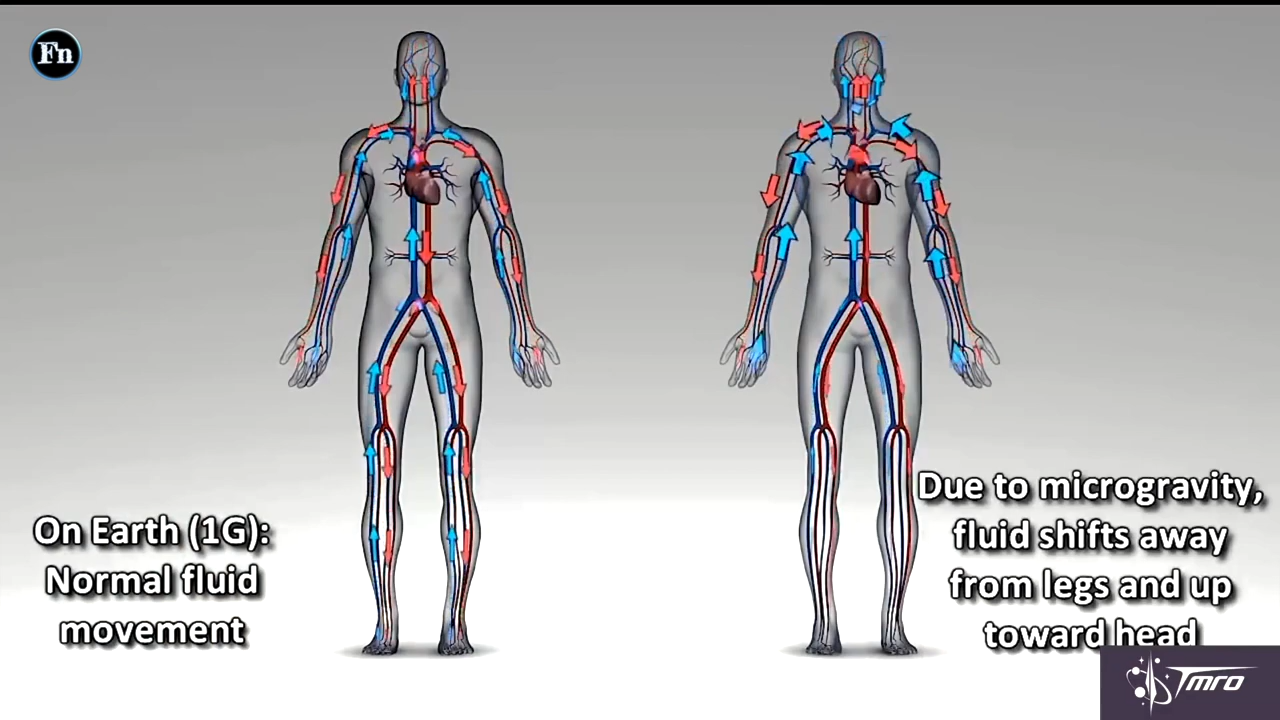 Fn
On Earth (1G):
Normal fluid
movement
Due to microgravity,
fluid shifts away
from legs and up
toward head
Tmro